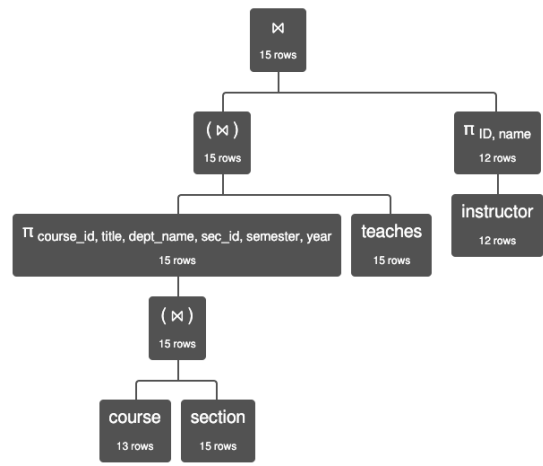 ⋈
15 rows
( ⋈ )
15 rows
π ID, name
12 rows
π course_id, title, dept_name, sec_id, semester, year
15 rows
teaches
15 rows
instructor
12 rows
( ⋈ )
15 rows
course
13 rows
section
15 rows